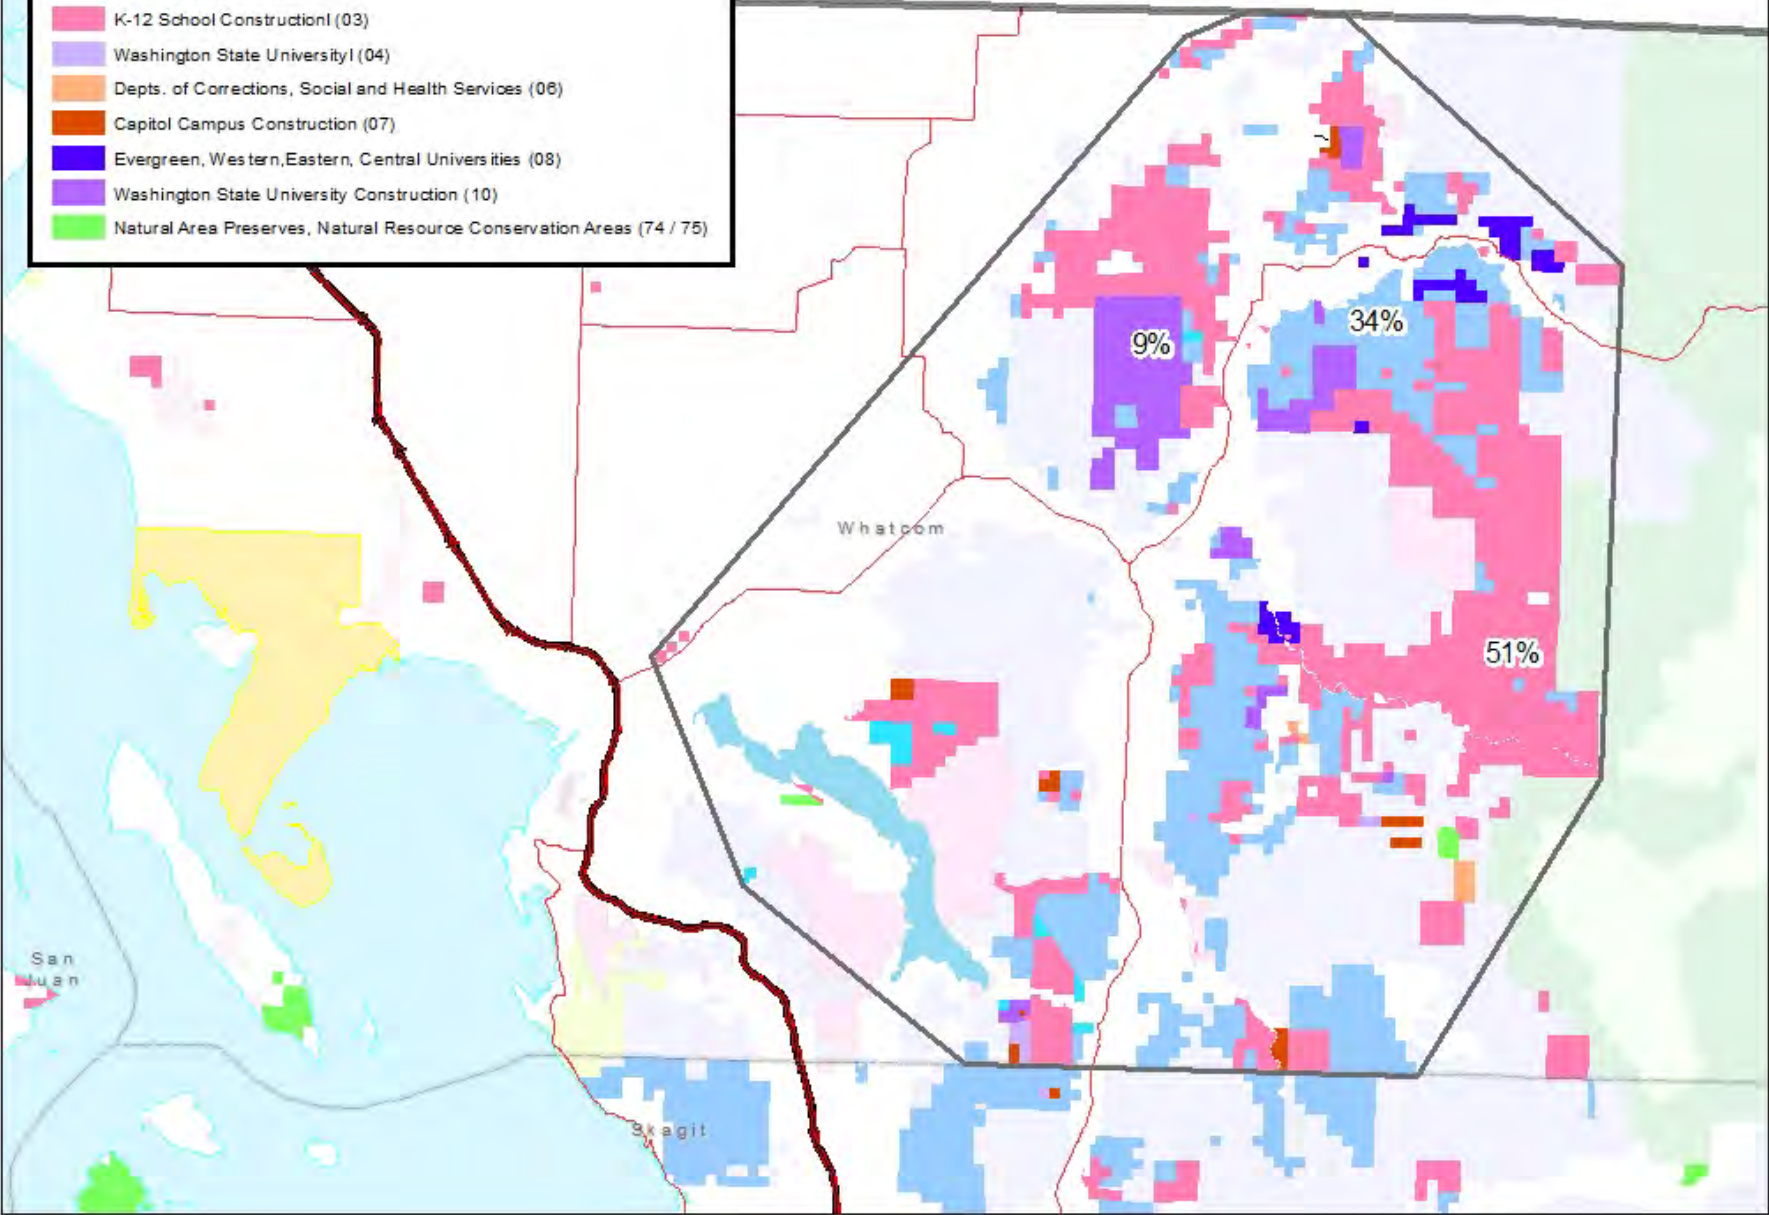 K-12 School Constructionl (03)
Washington State Universityl (04)
Depts. of Corrections, Social and Health Services (06)
Capitol Campus Construction (07)
Evergreen, Western,Eastern, Central Universities (08)
Washington State University Construction (10)
Natural Area Preserves, Natural Resource Conservation Areas (74 / 75)
34%
9%
Whatcom
51%
San
Juan
Skagit